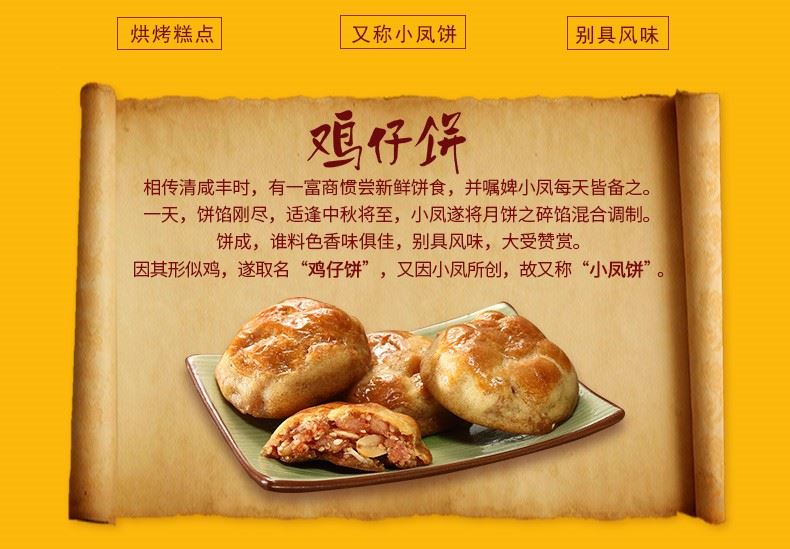 烘烤糕点
又称小凤饼
别具风味
鸡仔饼
相传清咸丰时，有一富商惯尝新鲜饼食，并嘱婢小凤每天皆备之。
一天，饼馅刚尽，适逢中秋将至，小凤遂将月饼之碎馅混合调制。
饼成，谁料色香味俱佳，别具风味，大受赞赏。
因其形似鸡，遂取名“鸡仔饼”，又因小凤所创，故又称“小凤饼”。